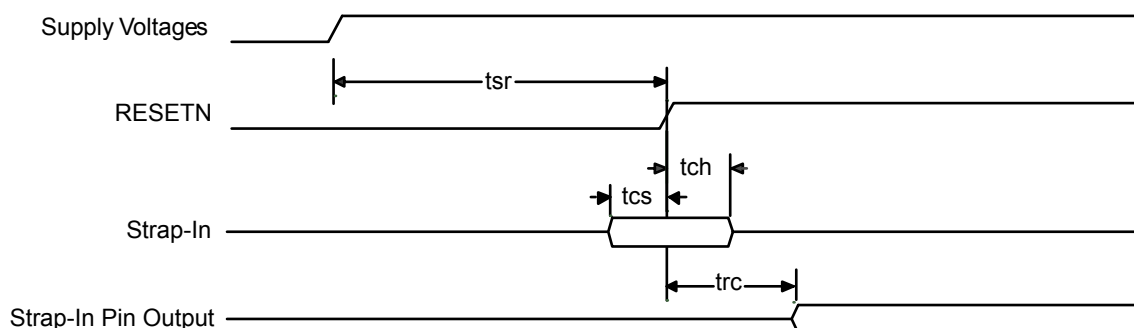 Supply Voltages
tsr
RESETN
tch
tcs
Strap-In
trc
Strap-In Pin Output